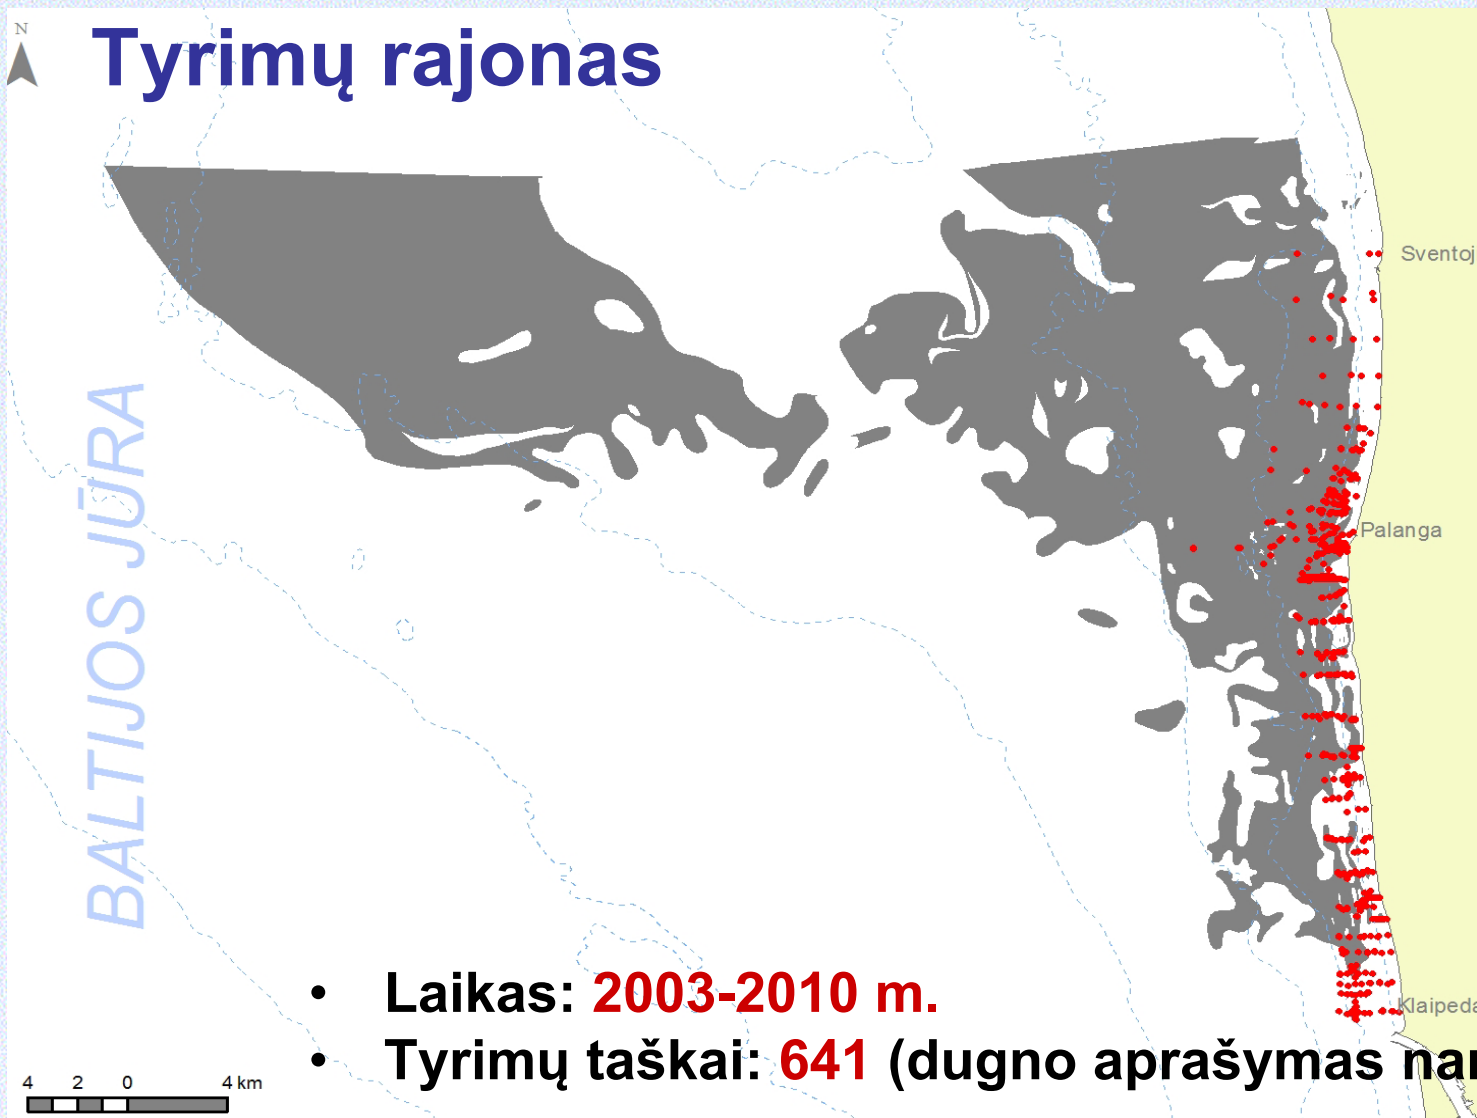 N
Tyrimų rajonas
Sventoji
BALTIJOS JŪRA
Palanga
• Laikas: 2003-2010 m.
Klaipeda
• Tyrimų taškai: 641 (dugno aprašymas
4 2 0 4 km